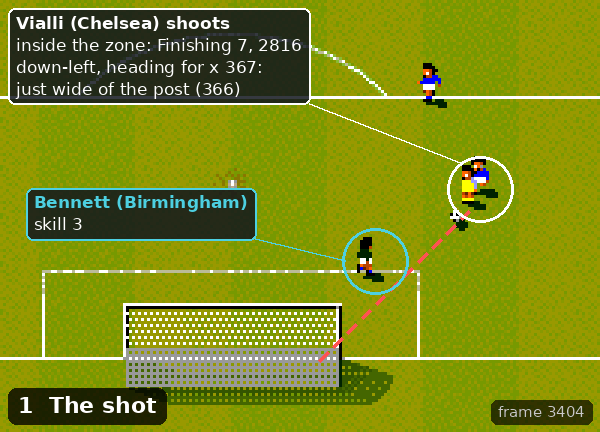 Vialli (Chelsea) shoots
inside the zone: Finishing 7, 2816
down-left, heading for x 367:
just wide of the post (366)
Bennett (Birmingham)
skill 3
1 The shot
frame 3404